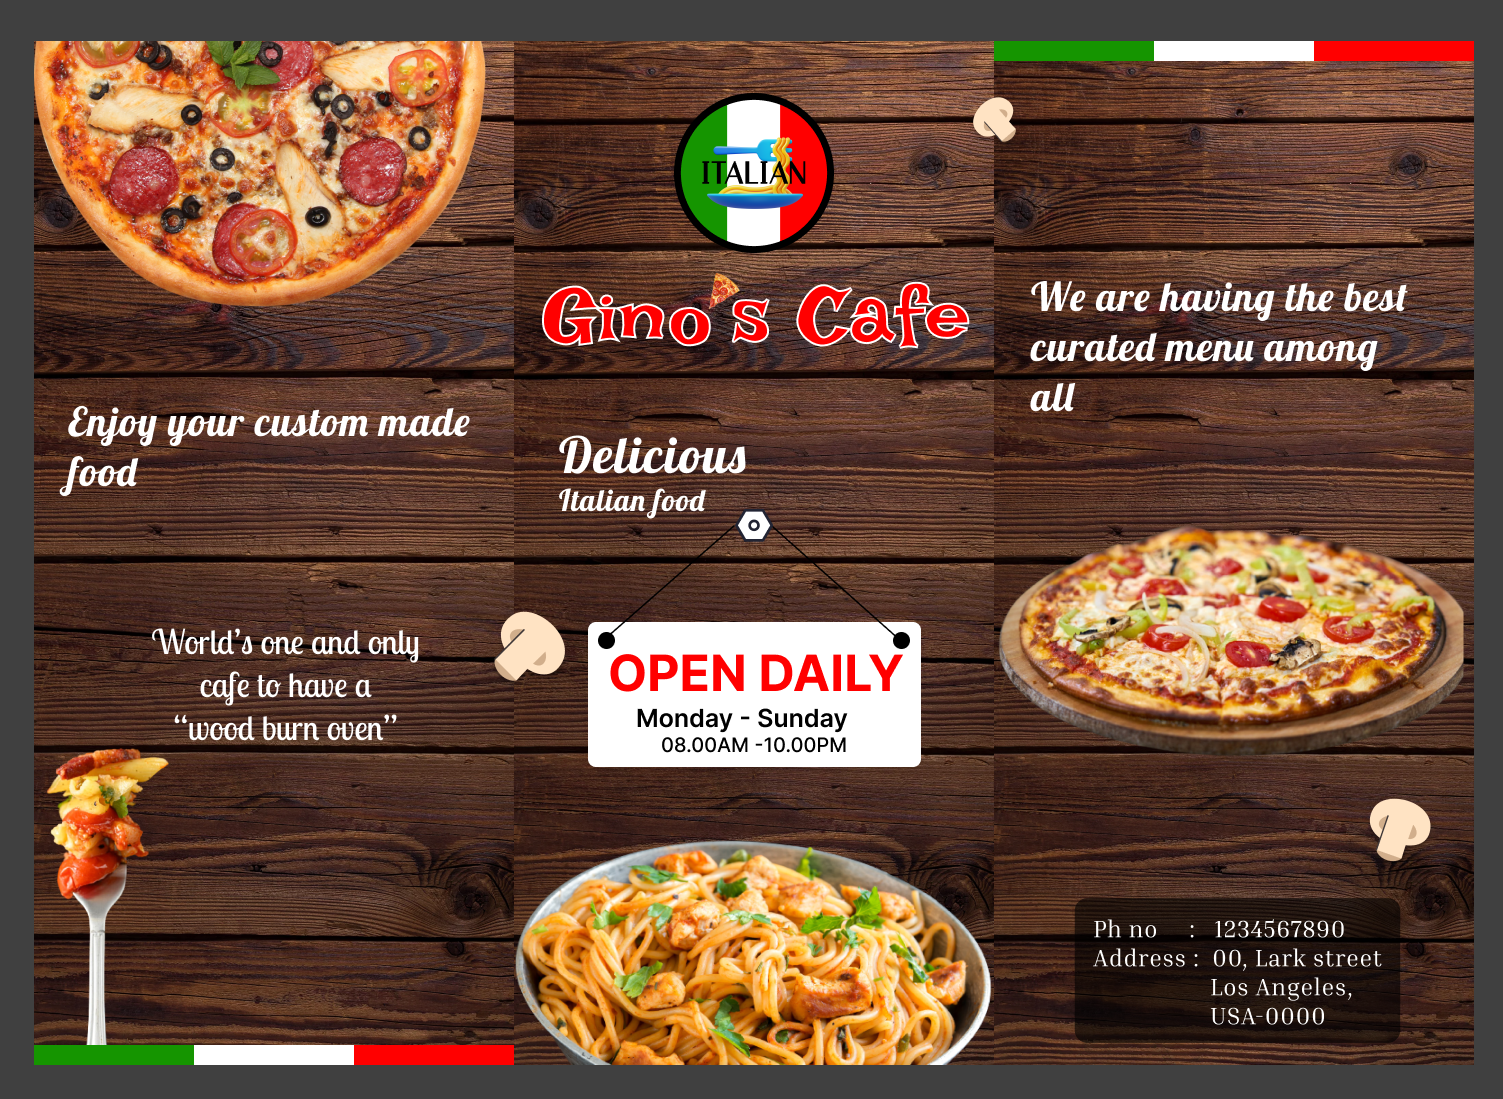 Enjoy your custom made
food
World’s one and only
cafe to have a
“wood burn oven”
ITALIAN
Gino's Cafe
Delicious
Italian food
OPEN DAILY
Monday - Sunday
08.00AM -10.00PM
We are having the best
curated menu among
all
Ph no : 1234567890
Address : 00, Lark street
Los Angeles,
USA-0000